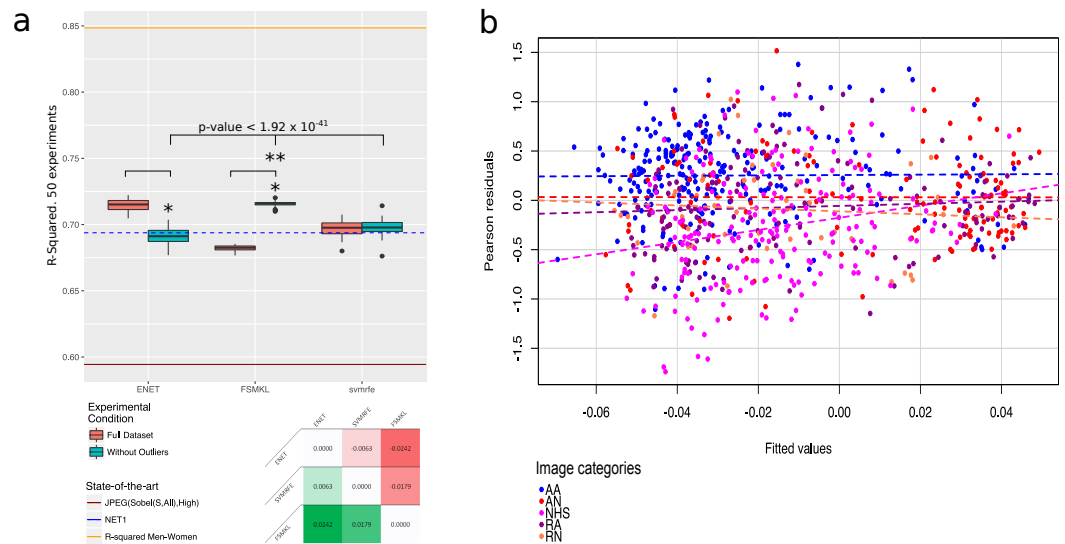 a
0.85
0.80
0.75
0.70
0.65
0.60
R-Squared. 50 experiments
p-value < 1.92 x 10⁻⁴¹
*
**
*
ENET
FSMKL
svmrfe
Experimental
Condition
Full Dataset
Without Outliers
State-of-the-art
JPEG(Sobel(S,All),High)
NET1
R-squared Men-Women
ENET
SVMRFE
FSMKL
ENET
0.0000
-0.0063
-0.0242
SVMRFE
0.0063
0.0000
-0.0179
FSMKL
0.0242
0.0179
0.0000
b
1.5
1.0
0.5
0.0
-0.5
-1.0
-1.5
Pearson residuals
-0.06
-0.04
-0.02
0.00
0.02
0.04
Fitted values
Image categories
AA
AN
NHS
RA
RN